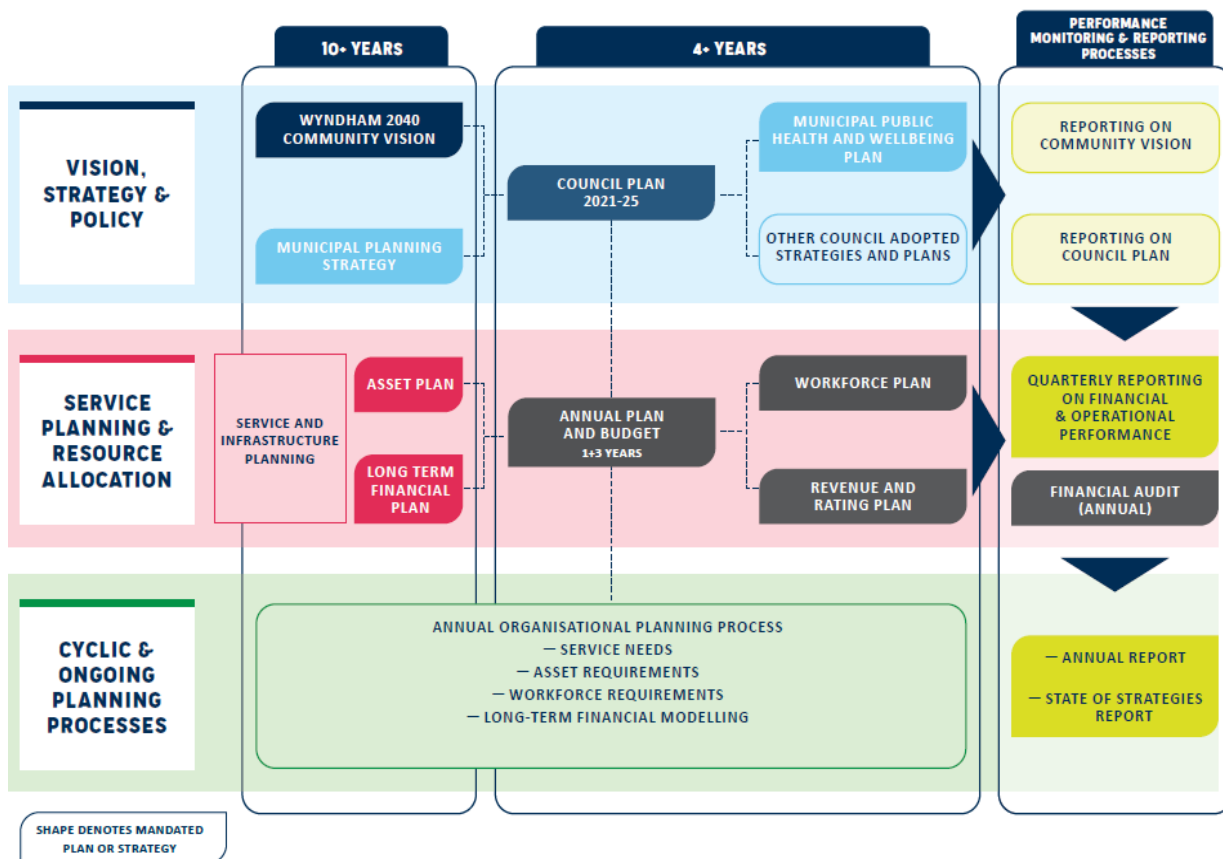 10+ YEARS
4+ YEARS
PERFORMANCE
MONITORING & REPORTING
PROCESSES
VISION,
STRATEGY &
POLICY
WYNDHAM 2040
COMMUNITY VISION
MUNICIPAL PLANNING
STRATEGY
COUNCIL PLAN
2021-25
MUNICIPAL PUBLIC
HEALTH AND WELLBEING
PLAN
OTHER COUNCIL ADOPTED
STRATEGIES AND PLANS
REPORTING ON
COMMUNITY VISION
REPORTING ON
COUNCIL PLAN
SERVICE
PLANNING &
RESOURCE
ALLOCATION
SERVICE AND
INFRASTRUCTURE
PLANNING
ASSET PLAN
LONG TERM
FINANCIAL
PLAN
ANNUAL PLAN
AND BUDGET
1+3 YEARS
WORKFORCE PLAN
REVENUE AND
RATING PLAN
QUARTERLY REPORTING
ON FINANCIAL
& OPERATIONAL
PERFORMANCE
FINANCIAL AUDIT
(ANNUAL)
CYCLIC &
ONGOING
PLANNING
PROCESSES
ANNUAL ORGANISATIONAL PLANNING PROCESS
— SERVICE NEEDS
— ASSET REQUIREMENTS
— WORKFORCE REQUIREMENTS
— LONG-TERM FINANCIAL MODELLING
— ANNUAL REPORT
— STATE OF STRATEGIES
REPORT
SHAPE DENOTES MANDATED
PLAN OR STRATEGY